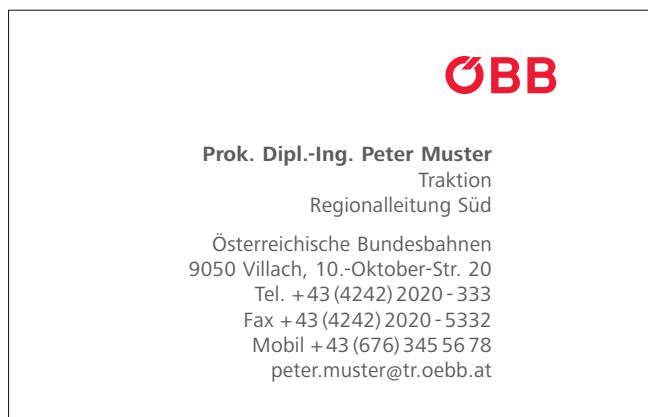 ÖBB
Prok. Dipl.-Ing. Peter Muster
Traktion
Regionalleitung Süd
Österreichische Bundesbahnen
9050 Villach, 10.-Oktober-Str. 20
Tel. +43 (4242) 2020 - 333
Fax +43 (4242) 2020 - 5332
Mobil +43 (676) 345 56 78
peter.muster@tr.oebb.at